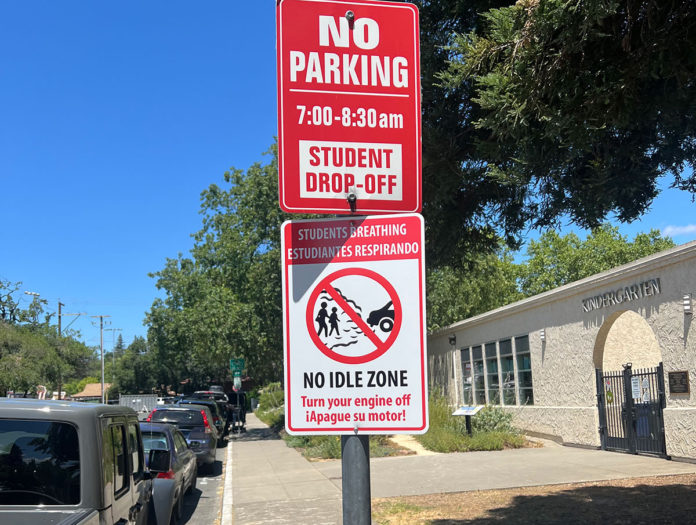 NO
PARKING
7:00-8:30am
STUDENT
DROP-OFF
STUDENTS BREATHING
ESTUDIANTES RESPIRANDO
NO IDLE ZONE
Turn your engine off
¡Apague su motor!
KINDERGARTEN